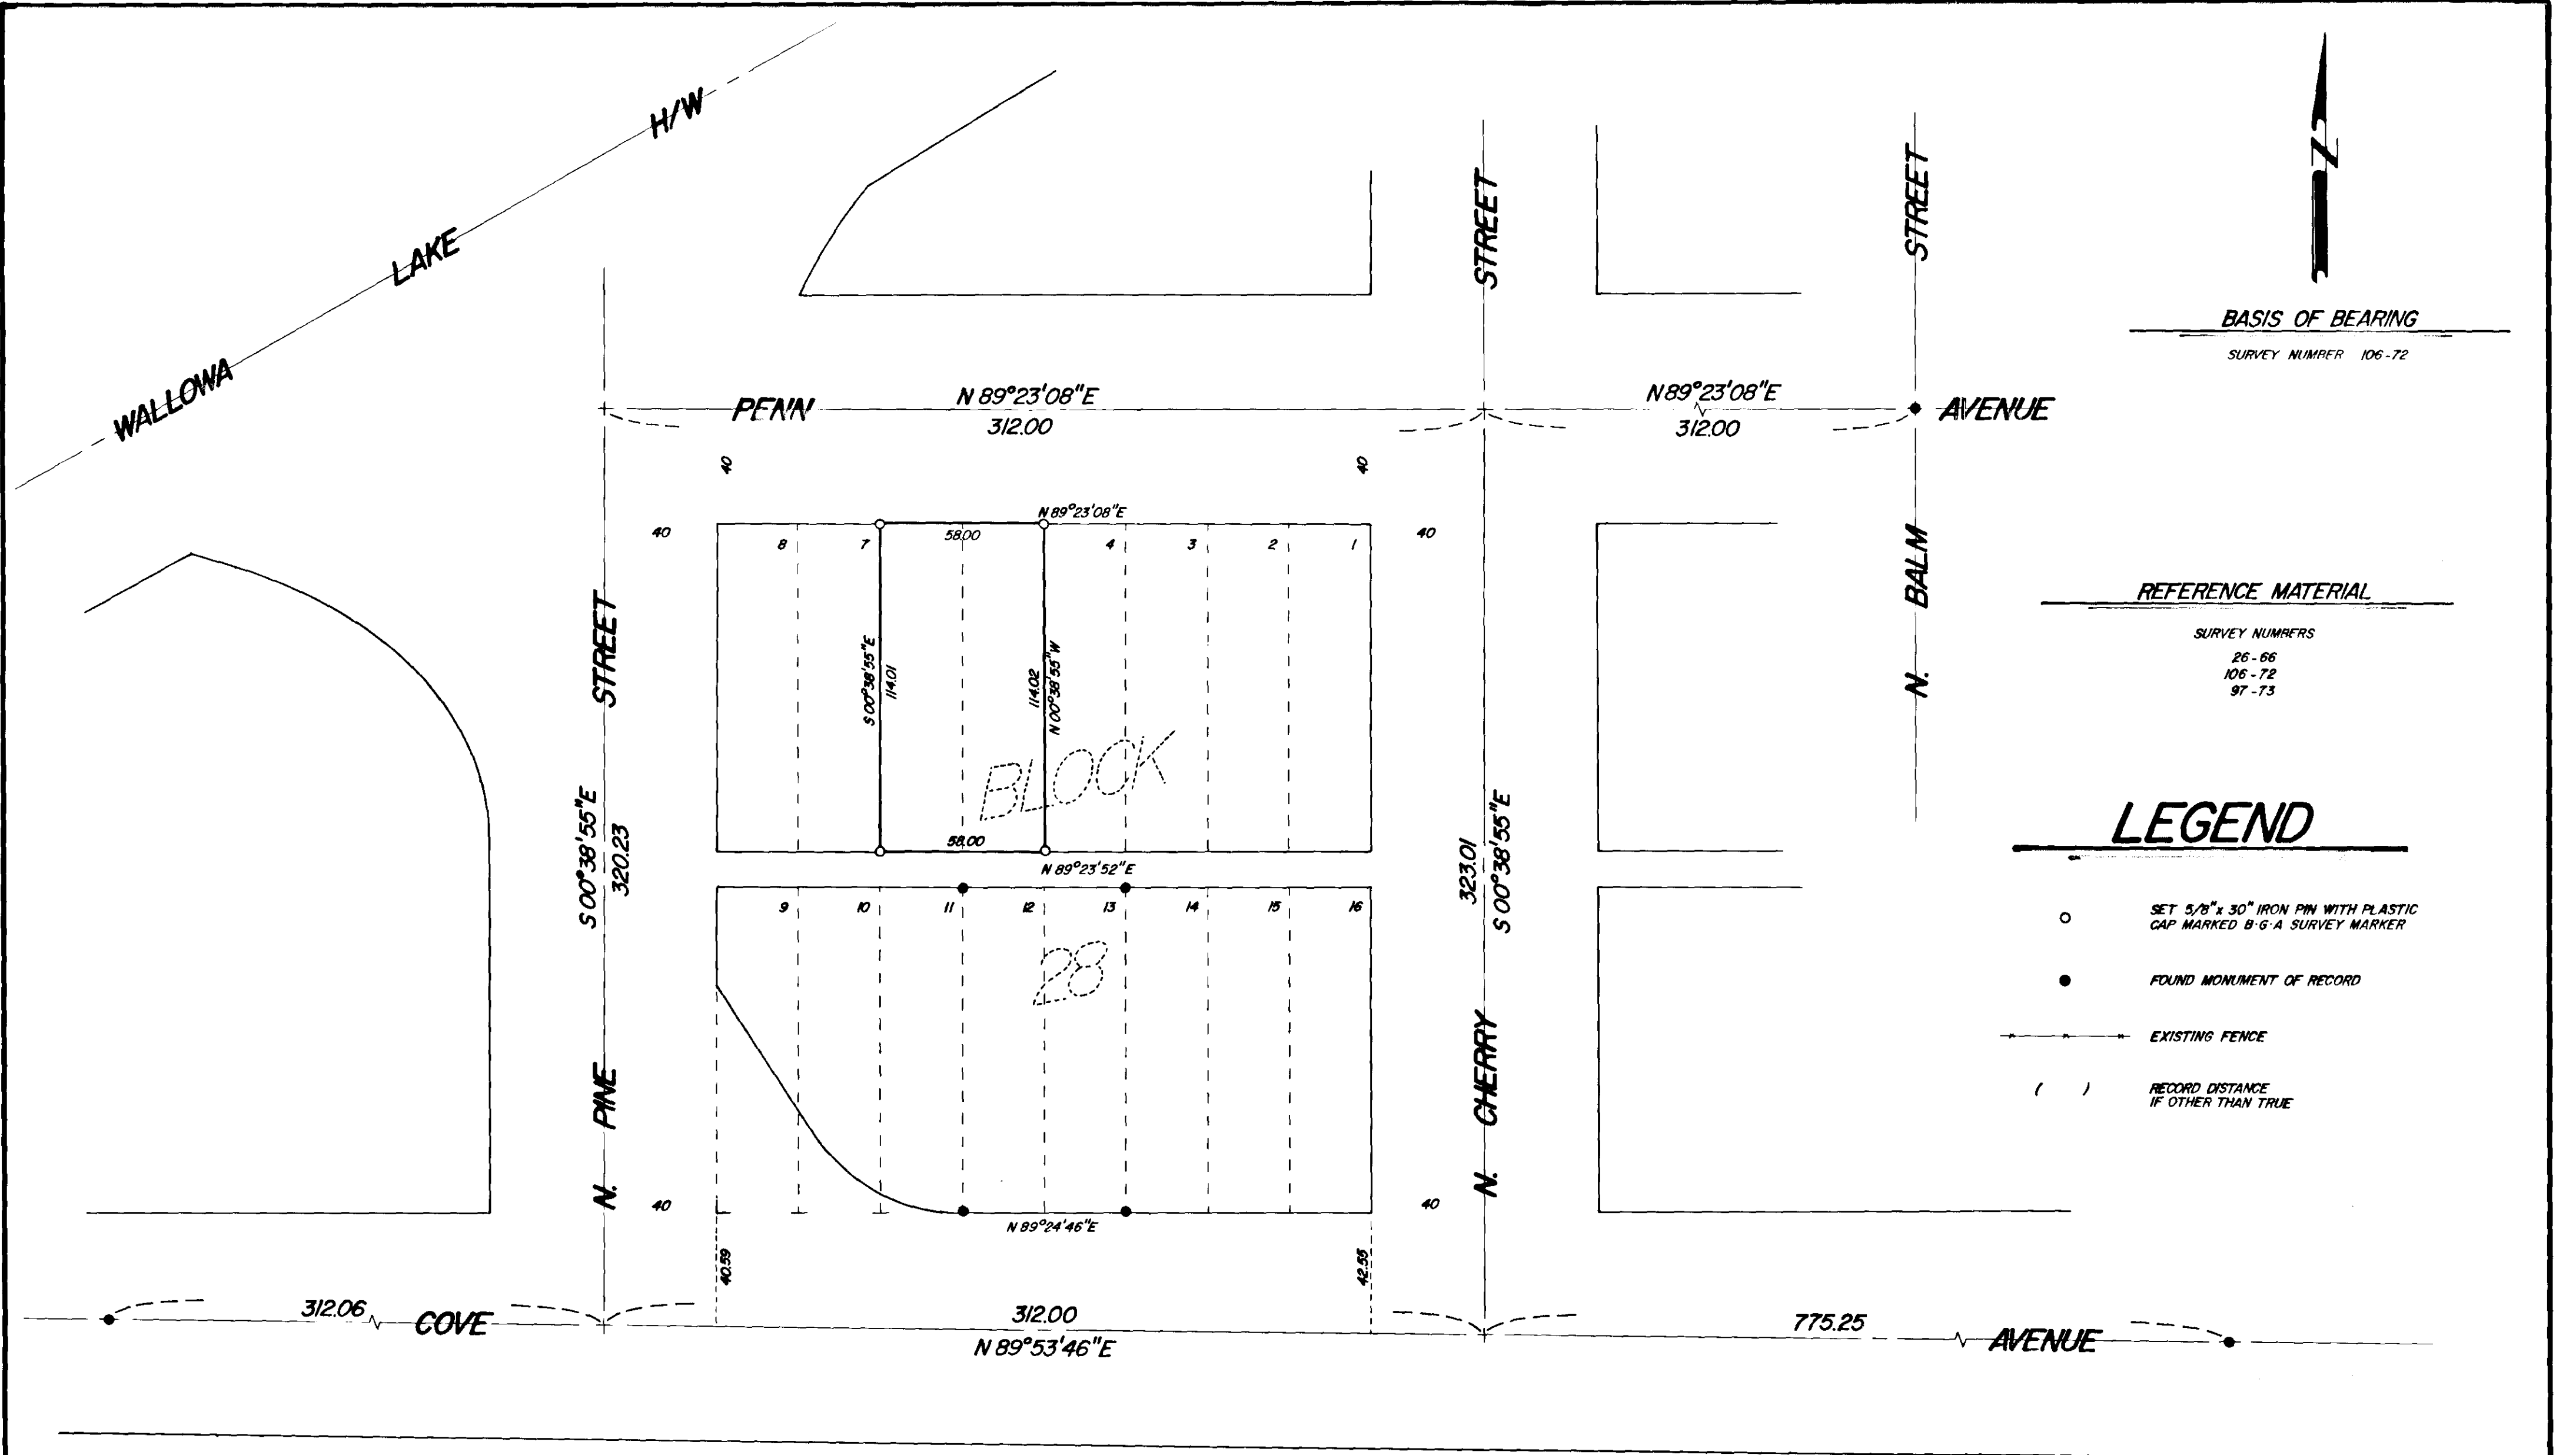 WALLOWA LAKE H/W
STREET
STREET
BASIS OF BEARING
SURVEY NUMBER 106-72
PENN
N 89°23'08"E
312.00
N 89°23'08"E
312.00
AVENUE
40
40
40
N 89°23'08"E
58.00
40
8
7
4
3
2
1
S 00°38'55"E
114.01
114.02
N 00°38'55"W
STREET
N. BALM
REFERENCE MATERIAL
SURVEY NUMBERS
26-66
106-72
97-73
BLOCK
58.00
N 89°23'52"E
S 00°38'55"E
320.23
323.01
S 00°38'55"E
LEGEND
9
10
11
12
13
14
15
16
28
SET 5/8" x 30" IRON PIN WITH PLASTIC
CAP MARKED B·G·A SURVEY MARKER
FOUND MONUMENT OF RECORD
EXISTING FENCE
( )
RECORD DISTANCE
IF OTHER THAN TRUE
N. PINE
N. CHERRY
40
40
N 89°24'46"E
40.59
42.55
312.06
COVE
312.00
N 89°53'46"E
775.25
AVENUE
N